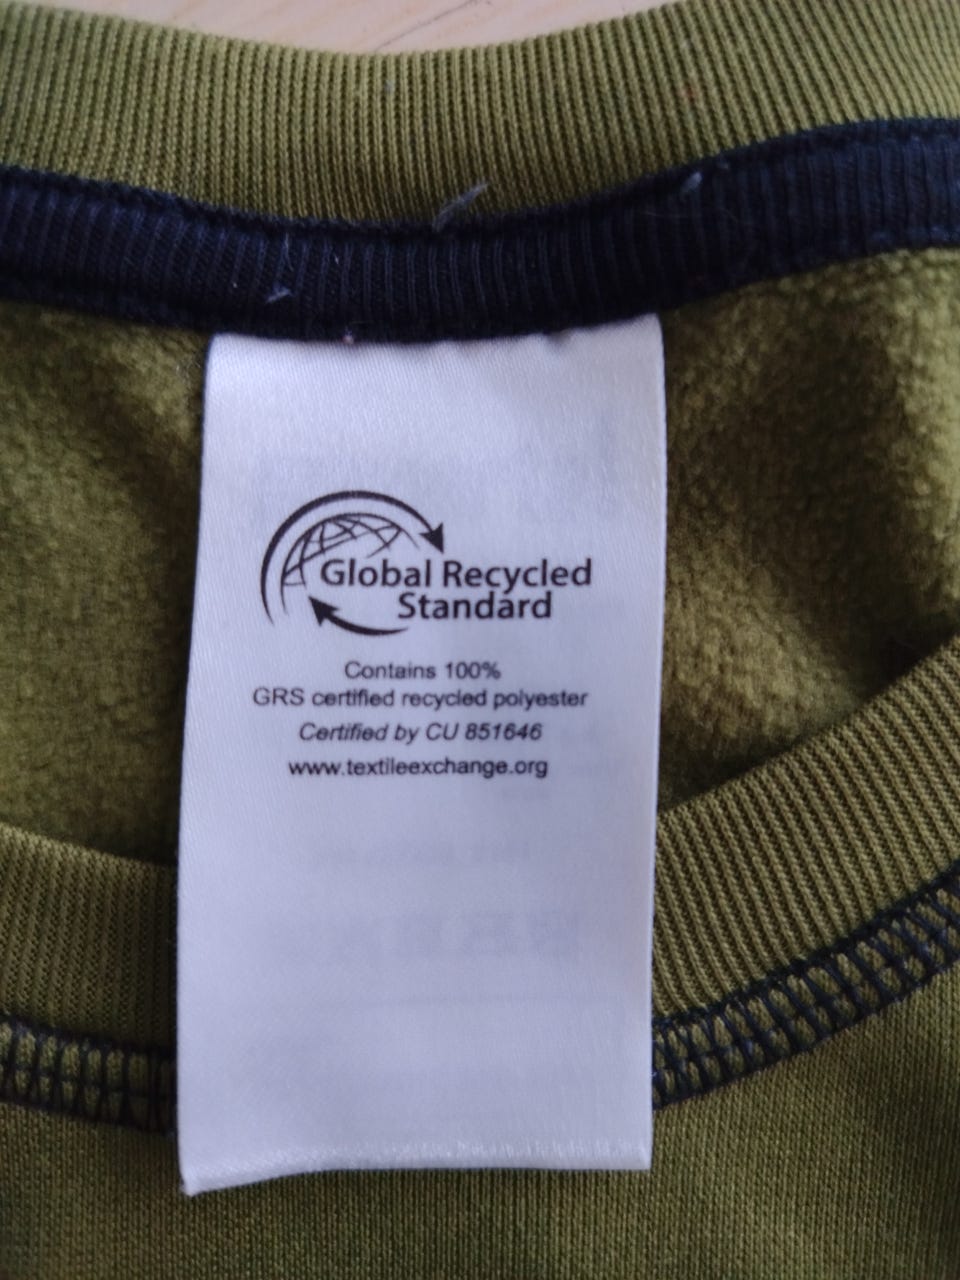 Global Recycled
Standard
Contains 100%
GRS certified recycled polyester
Certified by CU 851646
www.textileexchange.org